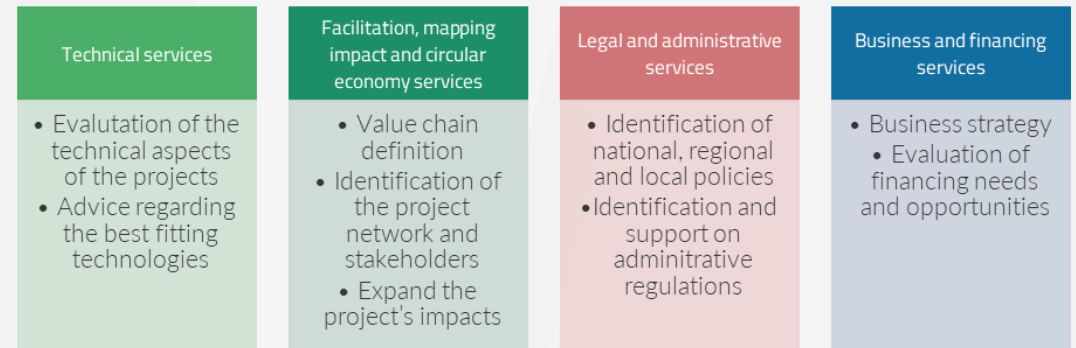 Technical services
• Evalutation of the
technical aspects
of the projects
• Advice regarding
the best fitting
technologies
Facilitation, mapping
impact and circular
economy services
• Value chain
definition
• Identification of
the project
network and
stakeholders
• Expand the
project's impacts
Legal and administrative
services
• Identification of
national, regional
and local policies
•Identification and
support on
adminitrative
regulations
Business and financing
services
• Business strategy
• Evaluation of
financing needs
and opportunities